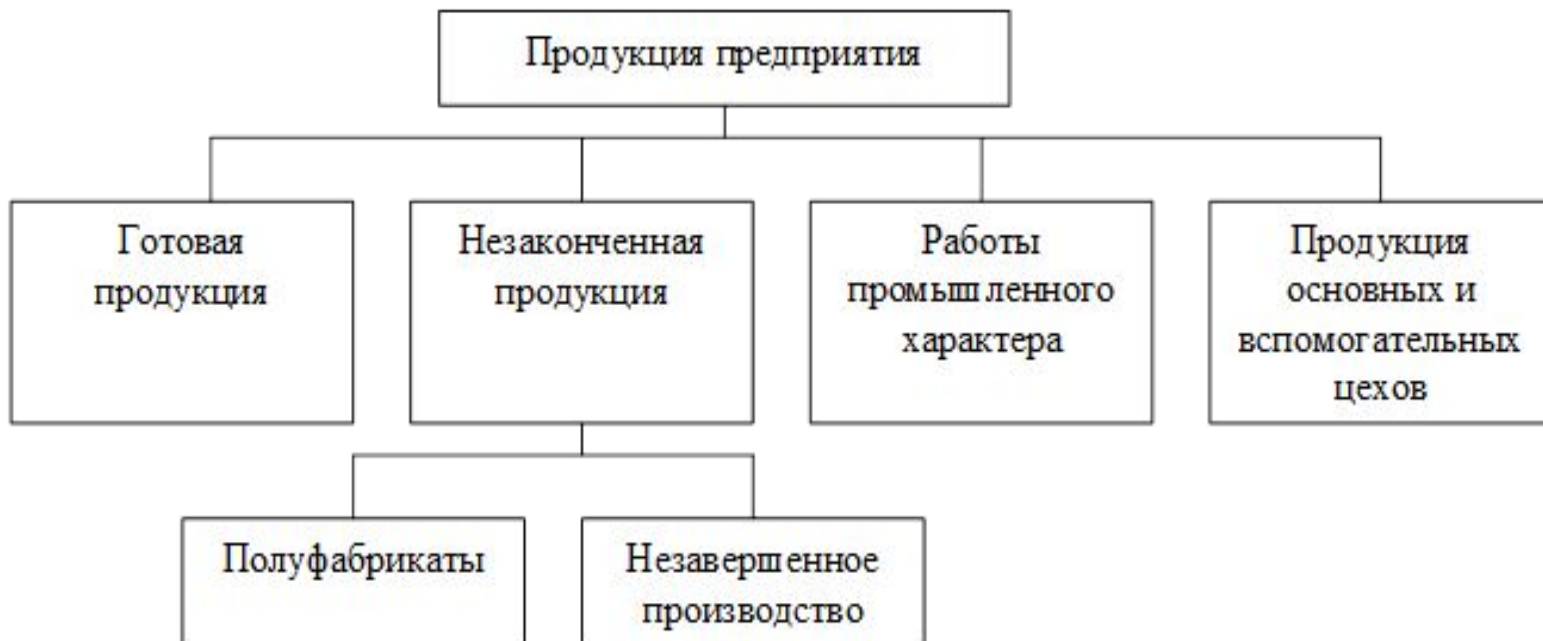 Продукция предприятия
Готовая
продукция
Незаконченная
продукция
Работы
промышленного
характера
Продукция
основных и
вспомогательных
цехов
Полуфабрикаты
Незавершенное
производство